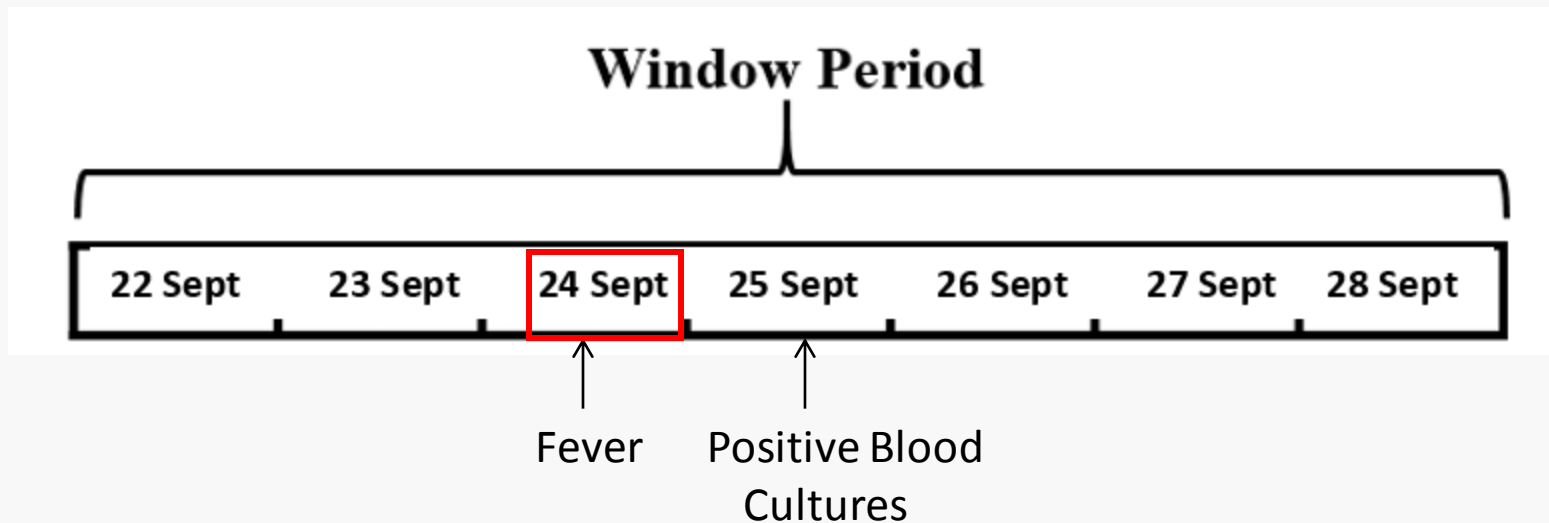 Window Period
22 Sept 23 Sept 24 Sept 25 Sept 26 Sept 27 Sept 28 Sept
Fever Positive Blood
Cultures